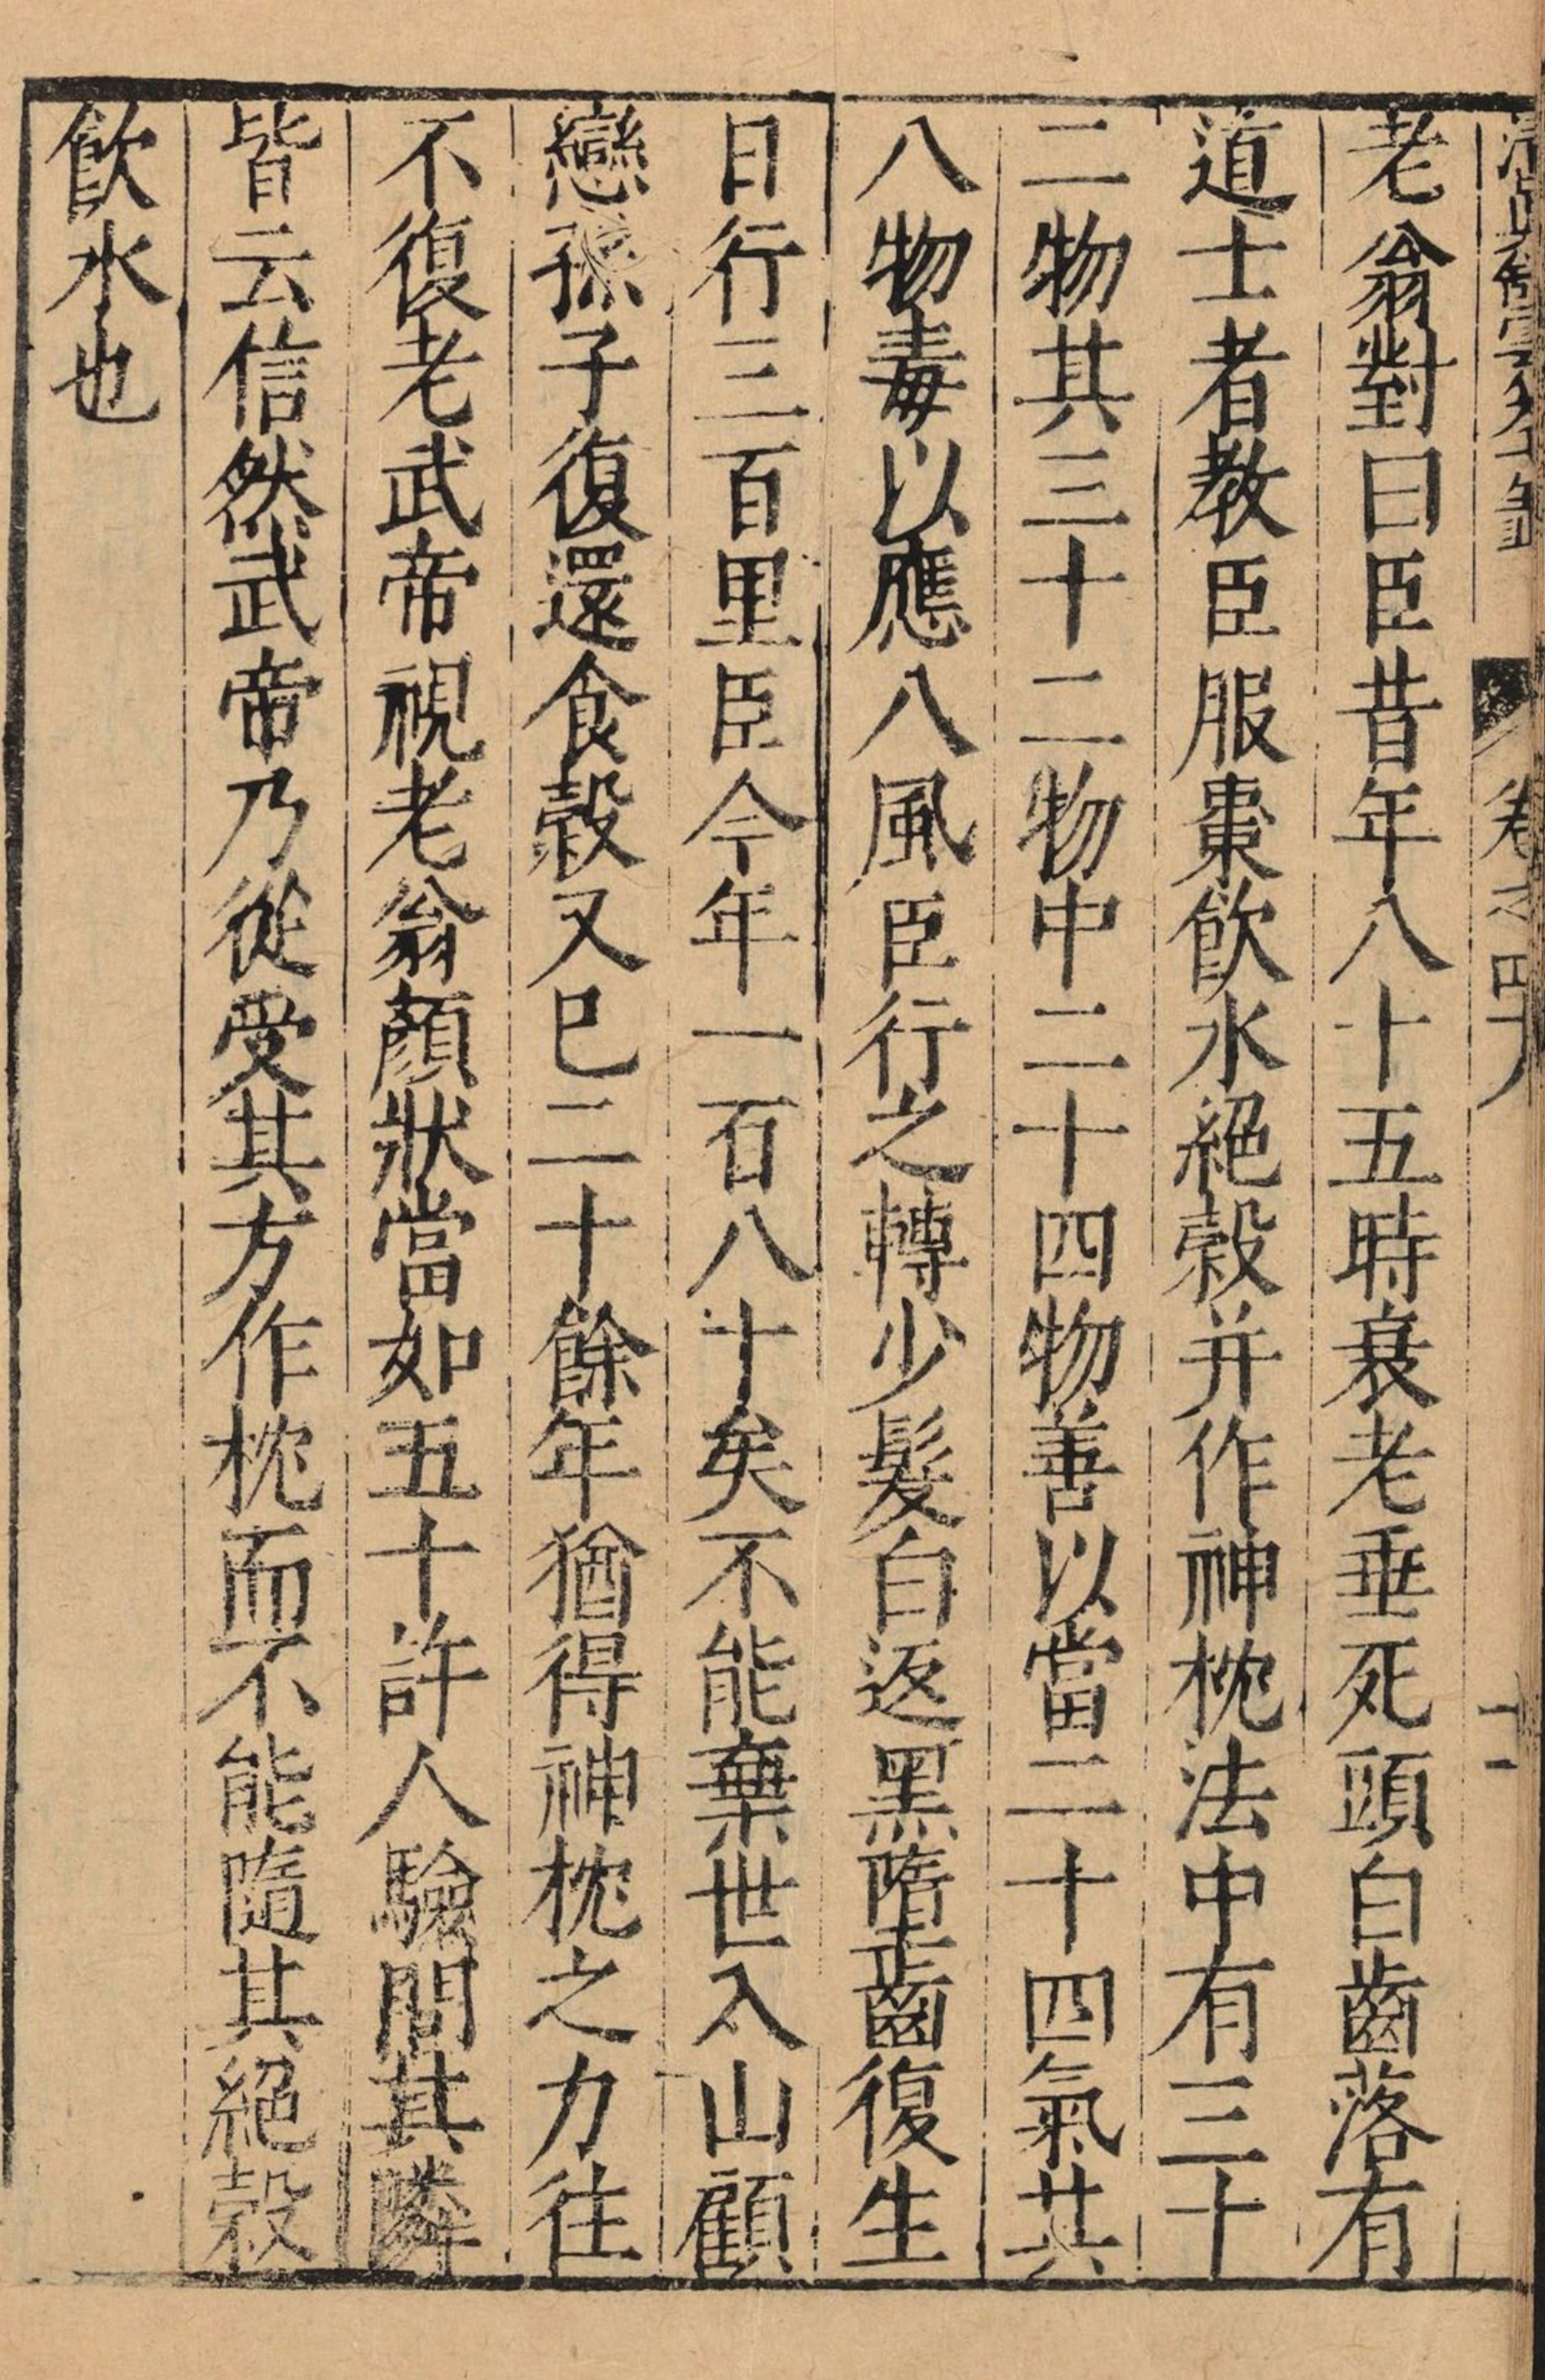 卷之四十八
十二
老翁對曰臣昔年八十五時衰老垂死頭白齒落有
道士者教臣服棗飲水絕穀并作神枕法中有三十
二物其三十二物中二十四物善以當二十四氣其
八物毒以應八風臣行之轉少髮白返黑墮齒復生
日行三百里臣今年一百八十矣不能棄世入山顧
戀孫子復還食穀又巳二十餘年猶得神枕之力往
不復老武帝視老翁顏狀當如五十許人驗問其隣
皆云信然武帝乃從受其方作枕而不能隨其絕穀
飲水也